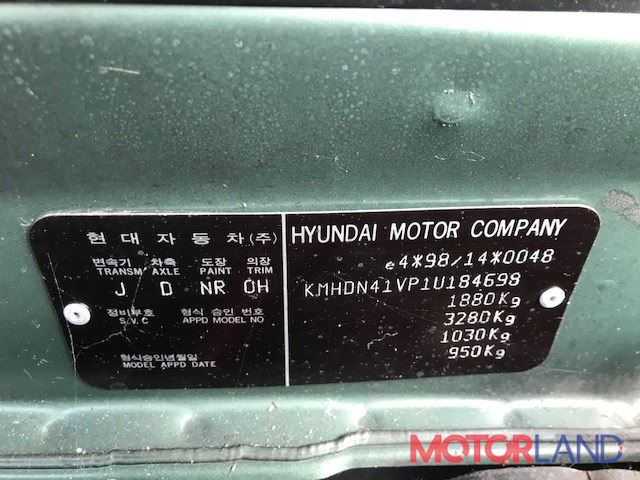 현대자동차(주)
변속기 차축 도장 의장
TRANSM AXLE PAINT TRIM
J D NR OH
정비부호 형식 승인 번호
S.V.C APPD MODEL NO
형식승인년월일
MODEL APPD DATE
HYUNDAI MOTOR COMPANY
e4*98/14*0048
KMHDN41VP1U184698
1880Kg
3280Kg
1030Kg
950Kg
MOTORLAND